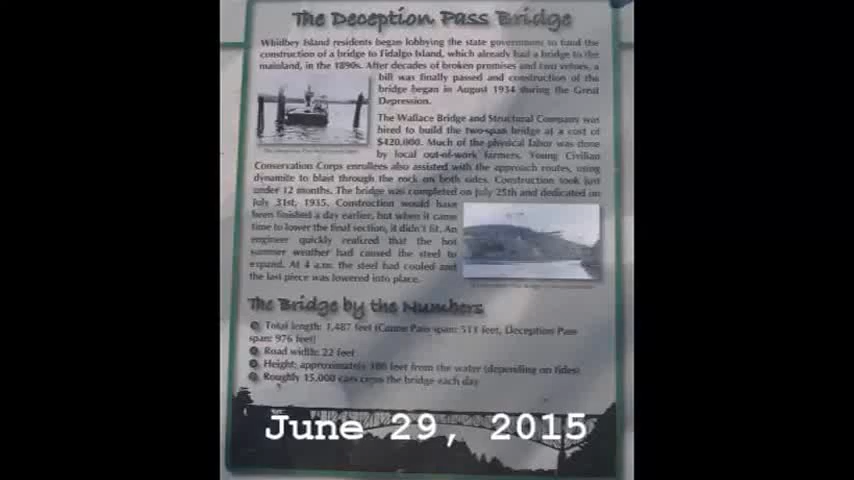 The Deception Pass Bridge
Whidbey Island residents began lobbying the state government to fund the
construction of a bridge to Fidalgo Island, which already had a bridge to the
mainland, in the 1890s. After decades of broken promises and two vetoes, a
bill was finally passed and construction of the
bridge began in August 1934 during the Great
Depression.
The Wallace Bridge and Structural Company was
hired to build the two-span bridge at a cost of
$420,000. Much of the physical labor was done
by local out-of-work farmers. Young Civilian
Conservation Corps enrollees also assisted with the approach routes, using
dynamite to blast through the rock on both sides. Construction took just
under 12 months. The bridge was completed on July 25th and dedicated on
July 31st, 1935. Construction would have
been finished a day earlier, but when it came
time to lower the final section, it didn't fit. An
engineer quickly realized that the hot
summer weather had caused the steel to
expand. At 4 a.m. the steel had cooled and
the last piece was lowered into place.
The Bridge by the Numbers
Total length: 1,487 feet (Canoe Pass span: 511 feet, Deception Pass
span: 976 feet)
Road width: 22 feet
Height: approximately feet from the water (depending on tides)
Roughly 15,000 cars cross the bridge each day
June 29, 2015